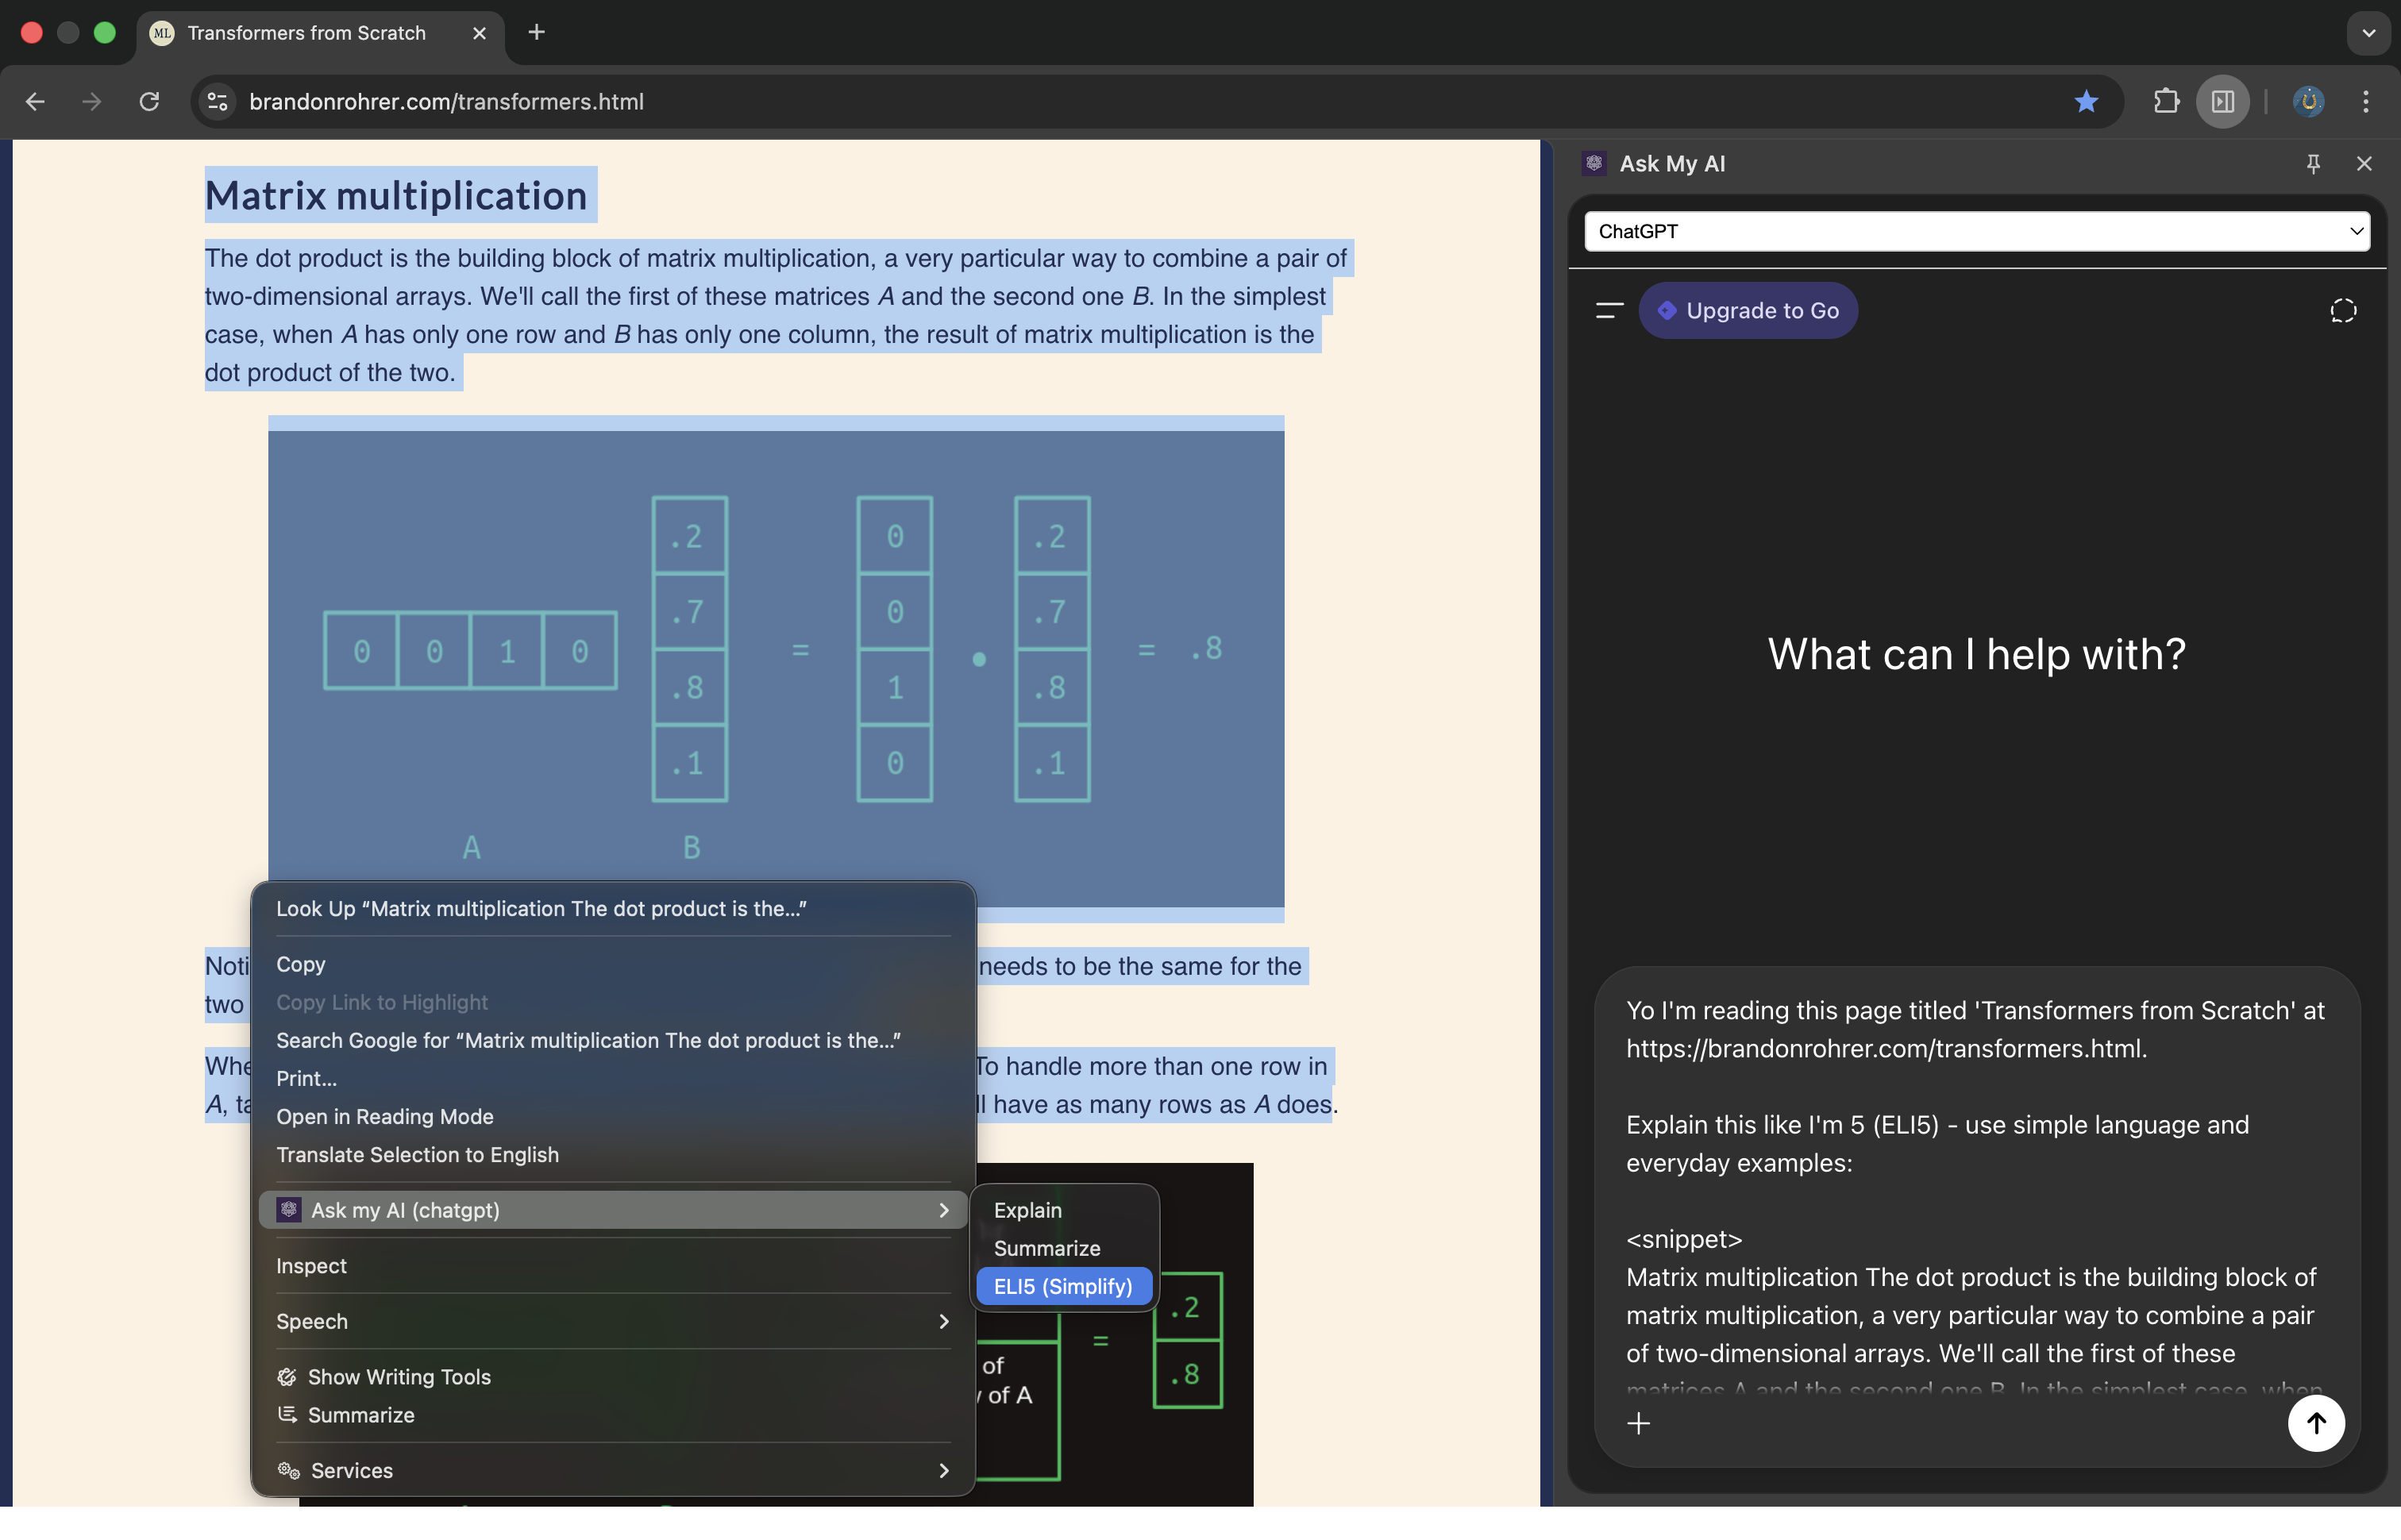 ML Transformers from Scratch
brandonrohrer.com/transformers.html
Matrix multiplication
The dot product is the building block of matrix multiplication, a very particular way to combine a pair of
two-dimensional arrays. We'll call the first of these matrices A and the second one B. In the simplest
case, when A has only one row and B has only one column, the result of matrix multiplication is the
dot product of the two.
0 0 1 0
.2
.7
.8
.1
=
0
0
1
0
•
.2
.7
.8
.1
= .8
A B
needs to be the same for the
two
To handle more than one row in
A, have as many rows as A does.
Look Up “Matrix multiplication The dot product is the...”
Copy
Copy Link to Highlight
Search Google for “Matrix multiplication The dot product is the...”
Print...
Open in Reading Mode
Translate Selection to English
Ask my AI (chatgpt)
Inspect
Speech
Show Writing Tools
Summarize
Services
Explain
Summarize
ELI5 (Simplify)
of
of A
=
.2
.8
Ask My AI
ChatGPT
Upgrade to Go
What can I help with?
Yo I'm reading this page titled 'Transformers from Scratch' at
https://brandonrohrer.com/transformers.html.
Explain this like I'm 5 (ELI5) - use simple language and
everyday examples:
<snippet>
Matrix multiplication The dot product is the building block of
matrix multiplication, a very particular way to combine a pair
of two-dimensional arrays. We'll call the first of these
matrices A and the second one B. In the simplest case, when